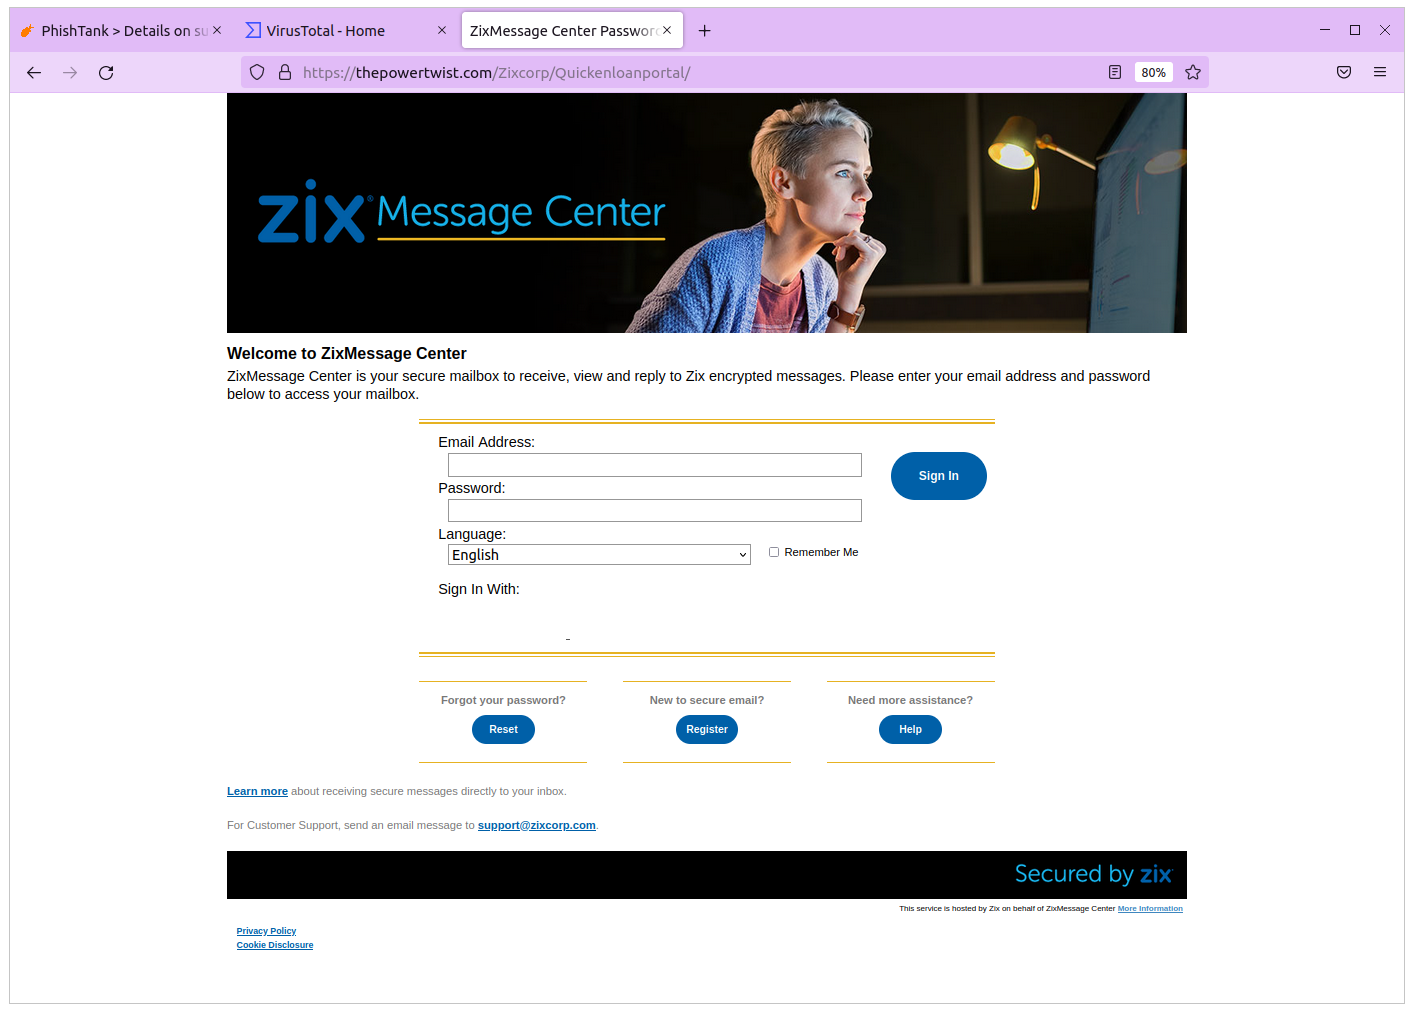 PhishTank > Details on su
VirusTotal - Home
ZixMessage Center Passwor
https://thepowertwist.com/Zixcorp/Quickenloanportal/
80%
zix® Message Center
Welcome to ZixMessage Center
ZixMessage Center is your secure mailbox to receive, view and reply to Zix encrypted messages. Please enter your email address and password
below to access your mailbox.
Email Address:
Sign In
Password:
Language:
English
Remember Me
Sign In With:
Forgot your password?
New to secure email?
Need more assistance?
Reset
Register
Help
Learn more about receiving secure messages directly to your inbox.
For Customer Support, send an email message to support@zixcorp.com.
Secured by zix
This service is hosted by Zix on behalf of ZixMessage Center More Information
Privacy Policy
Cookie Disclosure